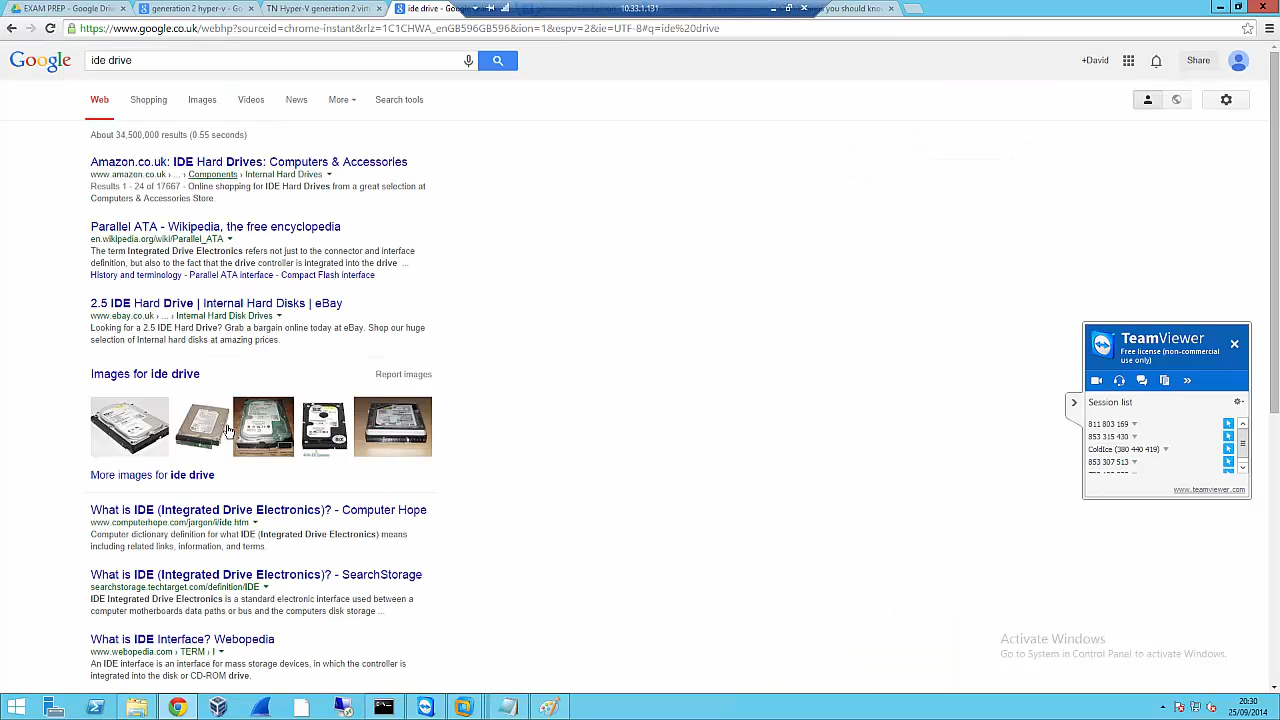 EXAM PREP - Google Driv
generation 2 hyper-v - Go
TN Hyper-V generation 2 virt
ide drive - Goog
10.33.1.131
you should kno
https://www.google.co.uk/webhp?sourceid=chrome-instant&rlz=1C1CHWA_enGB596GB596&ion=1&espv=2&ie=UTF-8#q=ide%20drive
Google
ide drive
+David
Share
Web
Shopping
Images
Videos
News
More
Search tools
About 34,500,000 results (0.55 seconds)
Amazon.co.uk: IDE Hard Drives: Computers & Accessories
www.amazon.co.uk › ... › Components › Internal Hard Drives
Results 1 - 24 of 17667 - Online shopping for IDE Hard Drives from a great selection at
Computers & Accessories Store.
Parallel ATA - Wikipedia, the free encyclopedia
en.wikipedia.org/wiki/Parallel_ATA
The term Integrated Drive Electronics refers not just to the connector and interface
definition, but also to the fact that the drive controller is integrated into the drive ...
History and terminology - Parallel ATA interface - Compact Flash interface
2.5 IDE Hard Drive | Internal Hard Disks | eBay
www.ebay.co.uk › ... › Internal Hard Disk Drives
Looking for a 2.5 IDE Hard Drive? Grab a bargain online today at eBay. Shop our huge
selection of Internal hard disks at amazing prices.
Images for ide drive
Report images
More images for ide drive
What is IDE (Integrated Drive Electronics)? - Computer Hope
www.computerhope.com/jargon/i/ide.htm
Computer dictionary definition for what IDE (Integrated Drive Electronics) means
including related links, information, and terms.
What is IDE (Integrated Drive Electronics)? - SearchStorage
searchstorage.techtarget.com/definition/IDE
IDE Integrated Drive Electronics is a standard electronic interface used between a
computer motherboards data paths or bus and the computers disk storage ...
What is IDE Interface? Webopedia
www.webopedia.com › TERM › I
An IDE interface is an interface for mass storage devices, in which the controller is
integrated into the disk or CD-ROM drive.
TeamViewer
Free license (non-commercial
use only)
Session list
811 803 169
853 315 430
ColdIce (380 440 419)
853 307 513
www.teamviewer.com
Activate Windows
Go to System in Control Panel to activate Windows.
20:30
25/09/2014